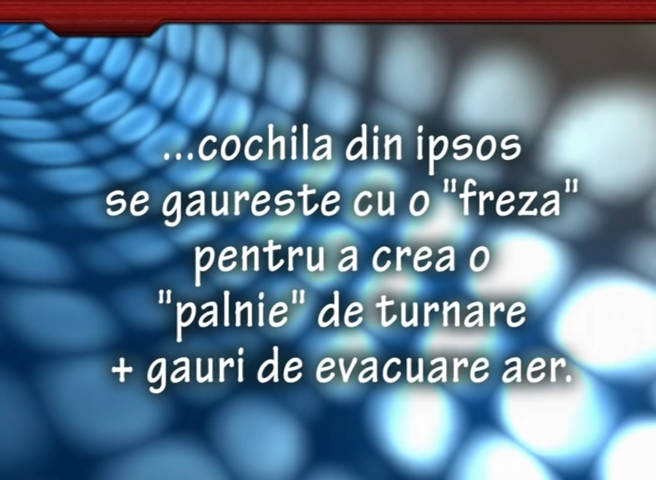 ...cochila din ipsos
se gaureste cu o "freza"
pentru a crea o
"palnie" de turnare
+ gauri de evacuare aer.